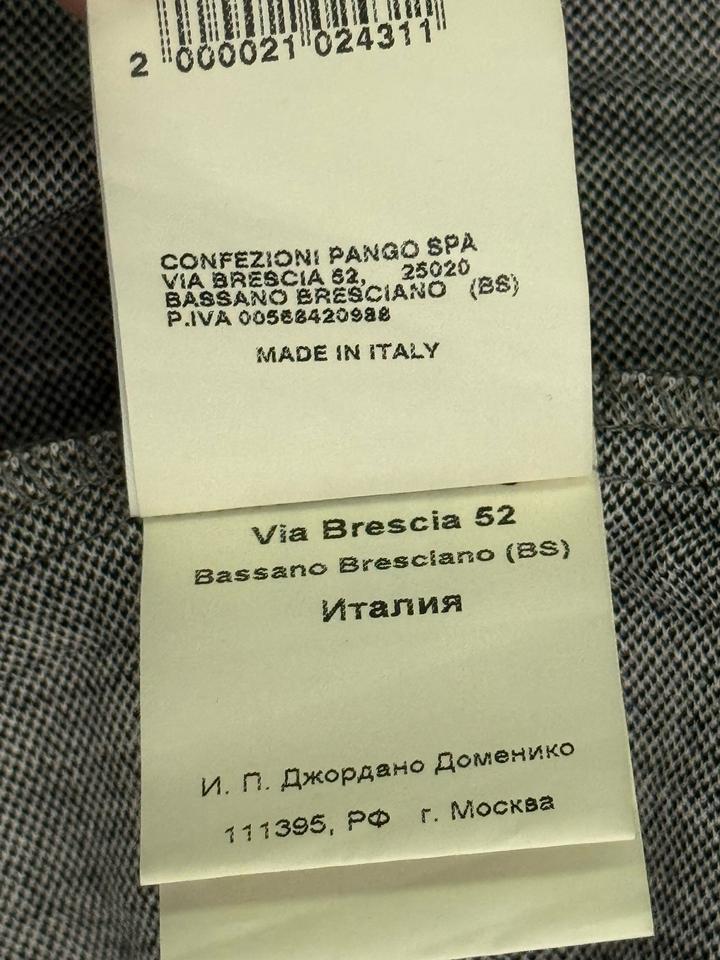 2 000021 024311
CONFEZIONI PANGO SPA
VIA BRESCIA 52, 25020
BASSANO BRESCIANO (BS)
P.IVA 00568420988
MADE IN ITALY
Via Brescia 52
Bassano Bresciano (BS)
Италия
И. П. Джордано Доменико
111395, РФ г. Москва